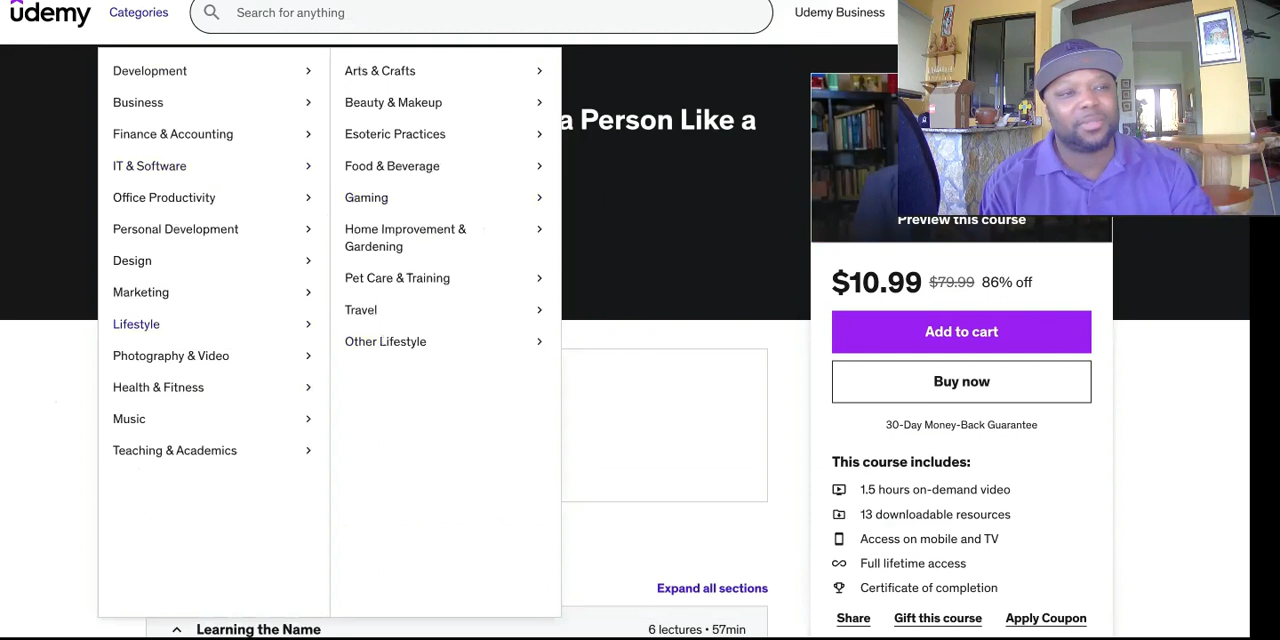 ûdemy Categories Search for anything Udemy Business
Development
Business
Finance & Accounting
IT & Software
Office Productivity
Personal Development
Design
Marketing
Lifestyle
Photography & Video
Health & Fitness
Music
Teaching & Academics
Arts & Crafts
Beauty & Makeup
Esoteric Practices
Food & Beverage
Gaming
Home Improvement &
Gardening
Pet Care & Training
Travel
Other Lifestyle
a Person Like a
Preview this course
$10.99 $79.99 86% off
Add to cart
Buy now
30-Day Money-Back Guarantee
This course includes:
1.5 hours on-demand video
13 downloadable resources
Access on mobile and TV
Full lifetime access
Certificate of completion
Share Gift this course Apply Coupon
Expand all sections
Learning the Name 6 lectures • 57min